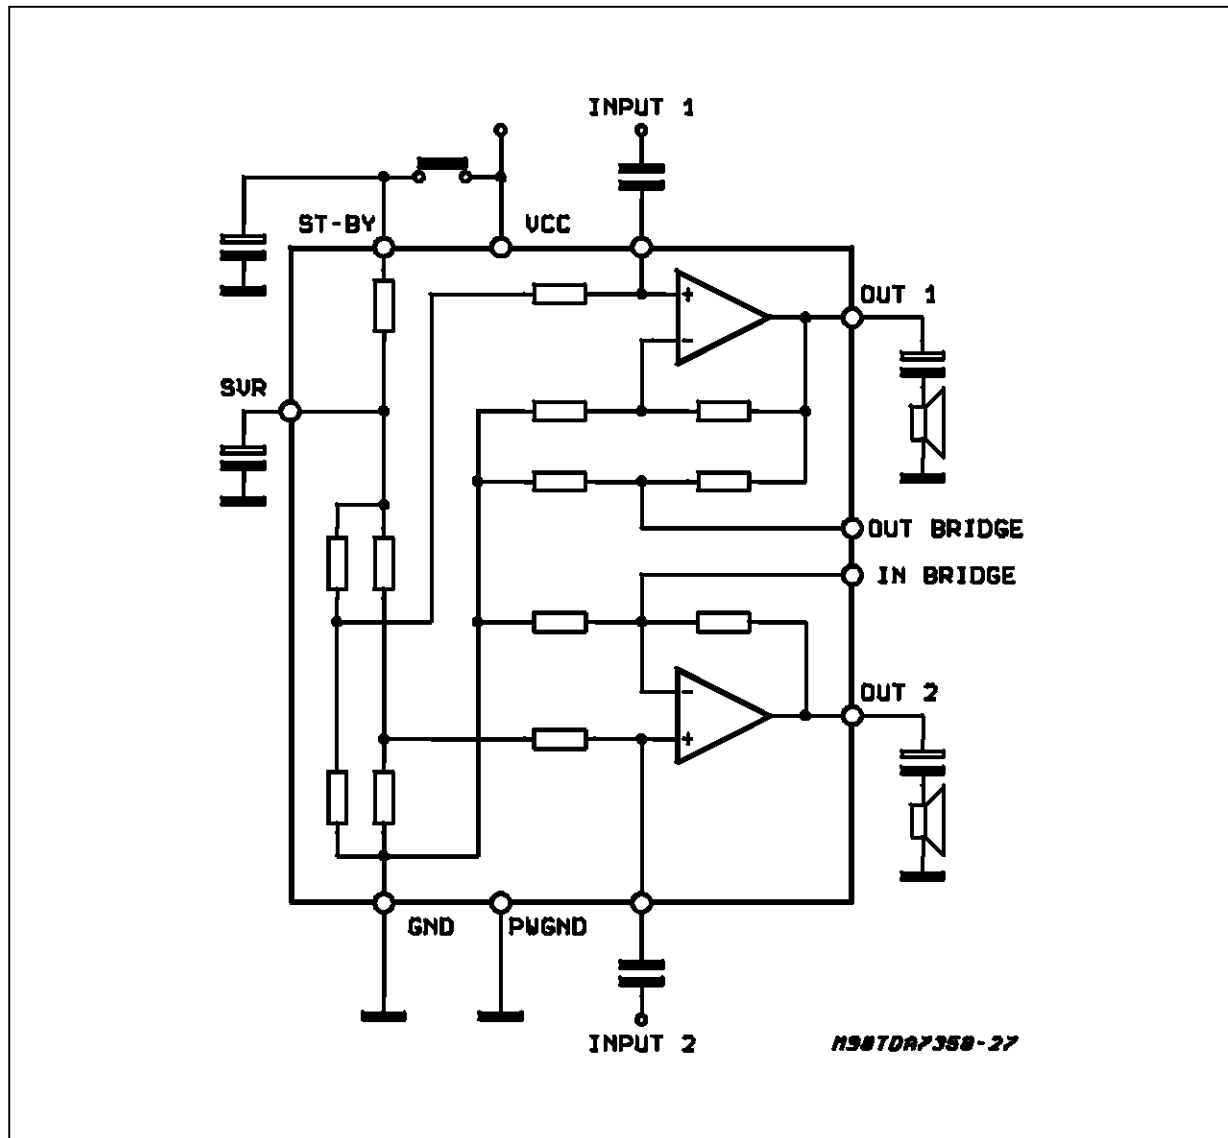 INPUT 1
ST-BY
VCC
+
OUT 1
-
SVR
OUT BRIDGE
IN BRIDGE
OUT 2
-
+
GND
PWGND
INPUT 2
M90TDA7350-27